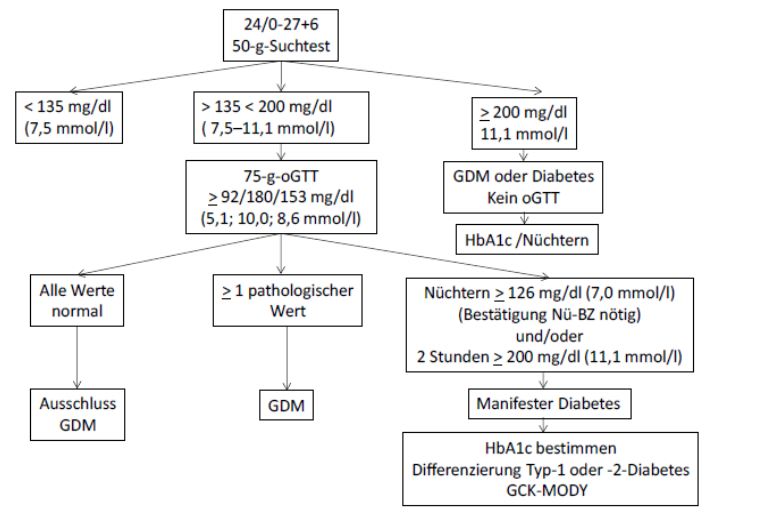 24/0-27+6
50-g-Suchtest
< 135 mg/dl
(7,5 mmol/l)
> 135 < 200 mg/dl
( 7,5–11,1 mmol/l)
≥ 200 mg/dl
11,1 mmol/l
75-g-oGTT
≥ 92/180/153 mg/dl
(5,1; 10,0; 8,6 mmol/l)
GDM oder Diabetes
Kein oGTT
HbA1c /Nüchtern
Alle Werte
normal
≥ 1 pathologischer
Wert
Nüchtern ≥ 126 mg/dl (7,0 mmol/l)
(Bestätigung Nü-BZ nötig)
und/oder
2 Stunden ≥ 200 mg/dl (11,1 mmol/l)
Ausschluss
GDM
GDM
Manifester Diabetes
HbA1c bestimmen
Differenzierung Typ-1 oder -2-Diabetes
GCK-MODY